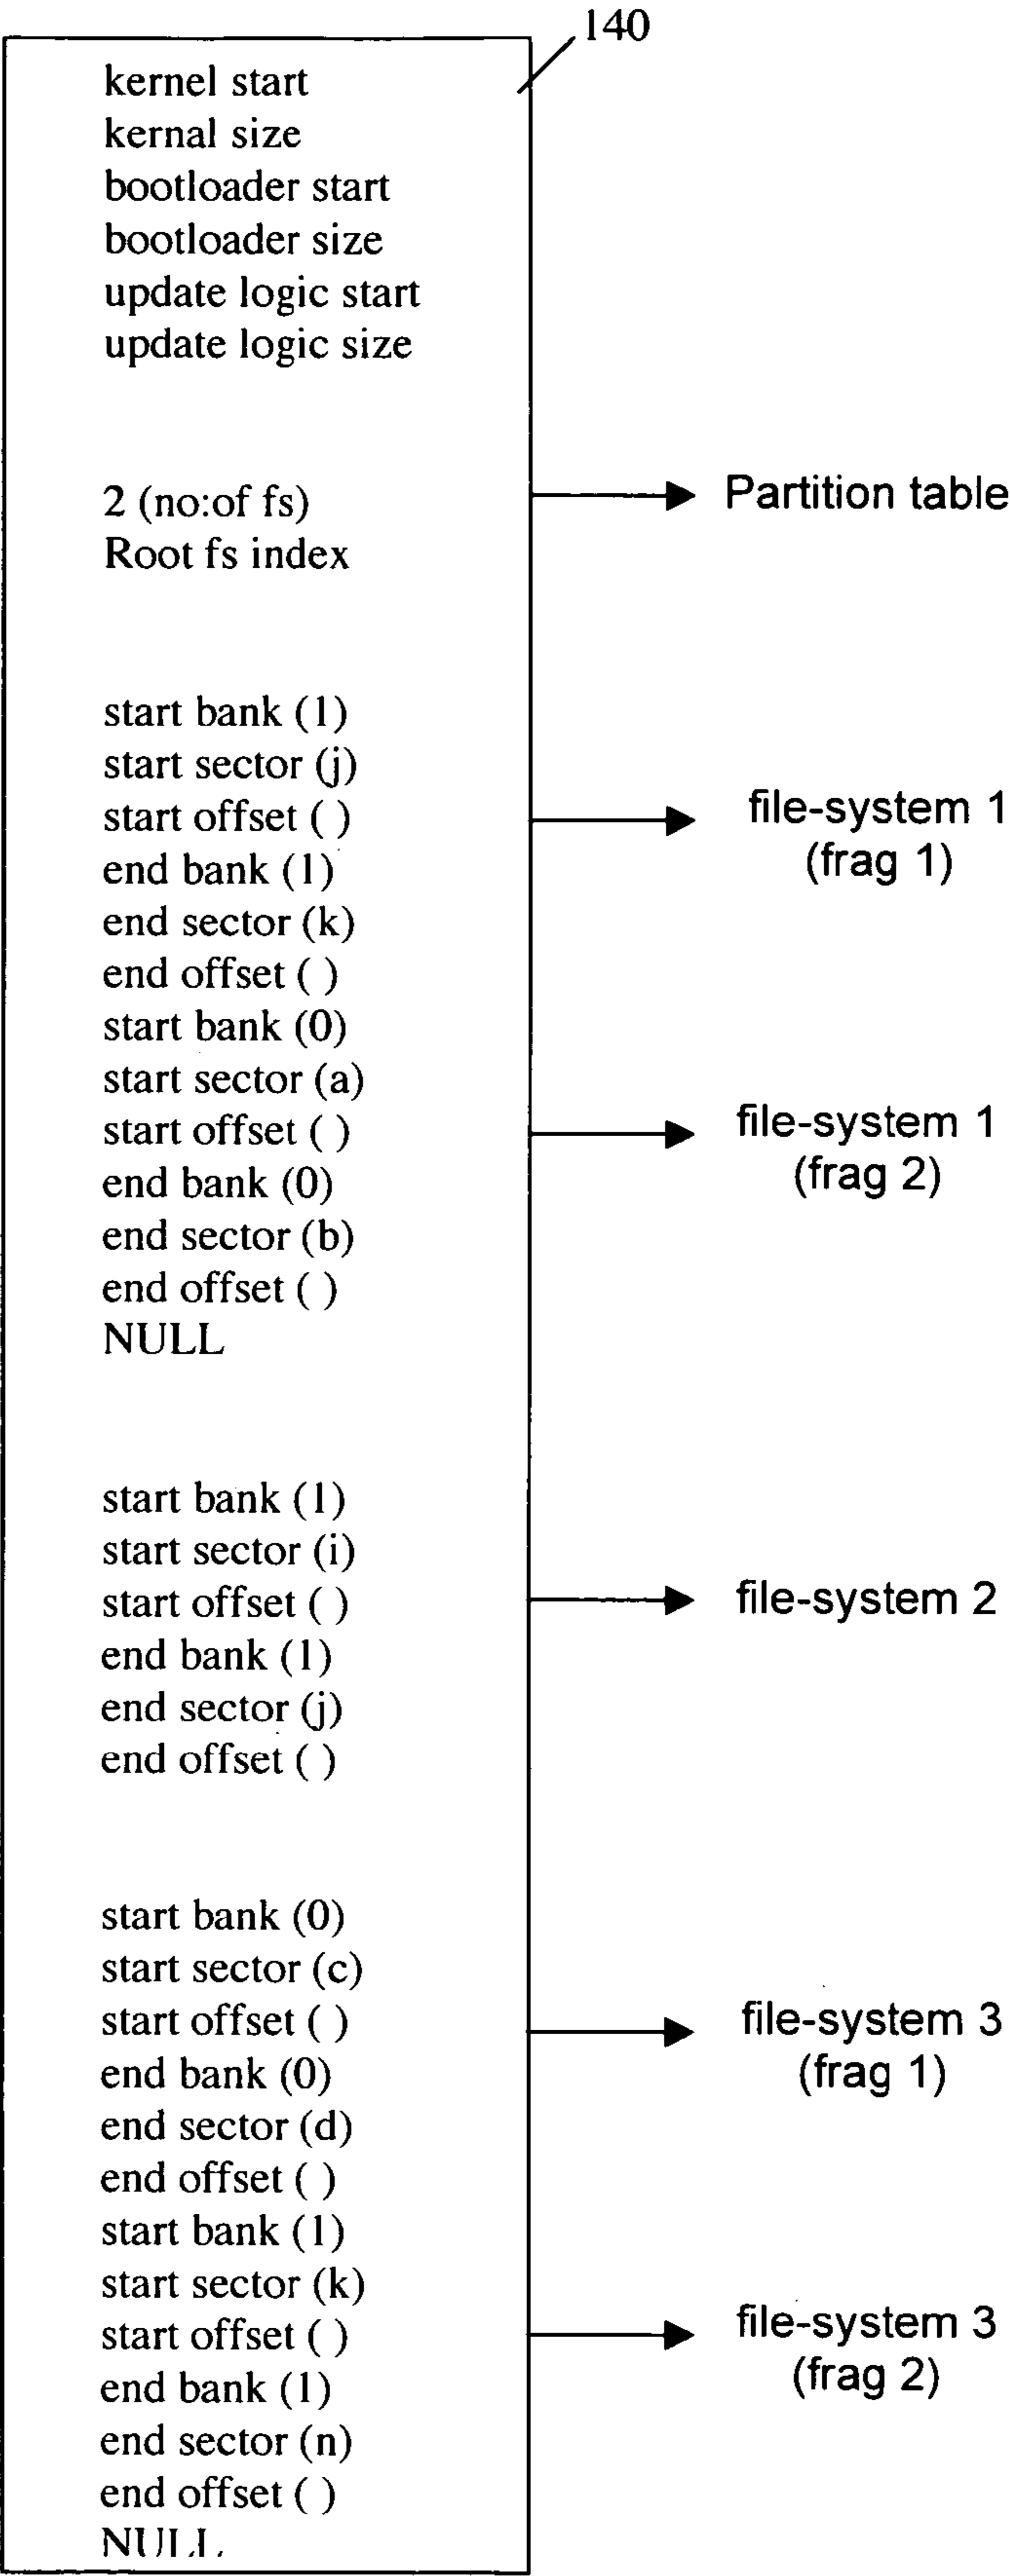 140
kernel start
kernal size
bootloader start
bootloader size
update logic start
update logic size
2 (no:of fs)
Root fs index
Partition table
start bank (1)
start sector (j)
start offset ( )
end bank (1)
end sector (k)
end offset ( )
file-system 1
(frag 1)
start bank (0)
start sector (a)
start offset ( )
end bank (0)
end sector (b)
end offset ( )
NULL
file-system 1
(frag 2)
start bank (1)
start sector (i)
start offset ( )
end bank (1)
end sector (j)
end offset ( )
file-system 2
start bank (0)
start sector (c)
start offset ( )
end bank (0)
end sector (d)
end offset ( )
file-system 3
(frag 1)
start bank (1)
start sector (k)
start offset ( )
end bank (1)
end sector (n)
end offset ( )
NULL
file-system 3
(frag 2)